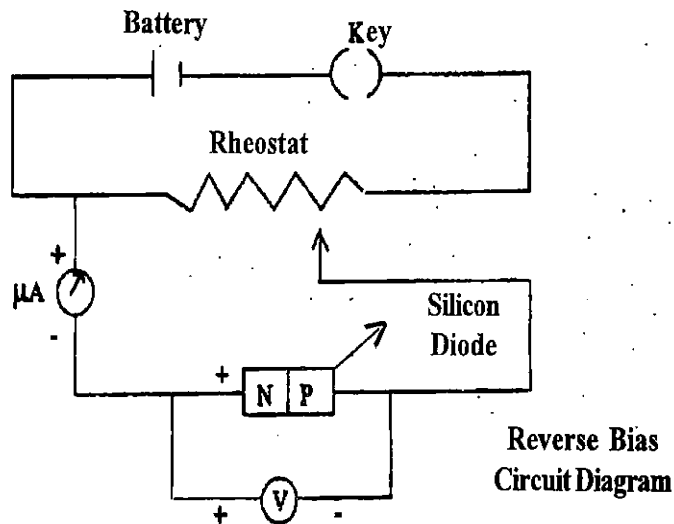 Battery
Key
Rheostat
+
μA
-
Silicon
Diode
+
N P
Reverse Bias
Circuit Diagram
+ V -